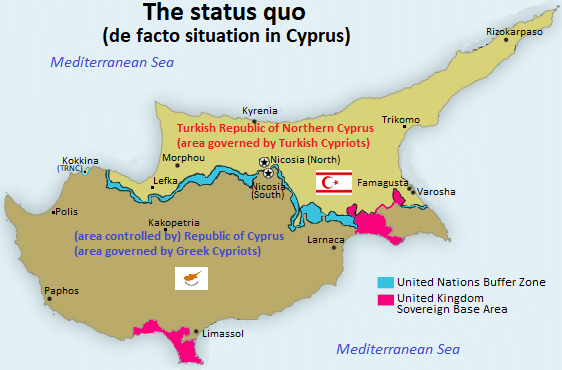 The status quo
(de facto situation in Cyprus)
Mediterranean Sea
Rizokarpaso
Kyrenia
Trikomo
Turkish Republic of Northern Cyprus
(area governed by Turkish Cypriots)
Kokkina
(TRNC)
Morphou
Nicosia (North)
Lefka
Nicosia
(South)
Famagusta
Varosha
Polis
Kakopetria
(area controlled by) Republic of Cyprus
(area governed by Greek Cypriots)
Larnaca
United Nations Buffer Zone
United Kingdom
Sovereign Base Area
Paphos
Limassol
Mediterranean Sea